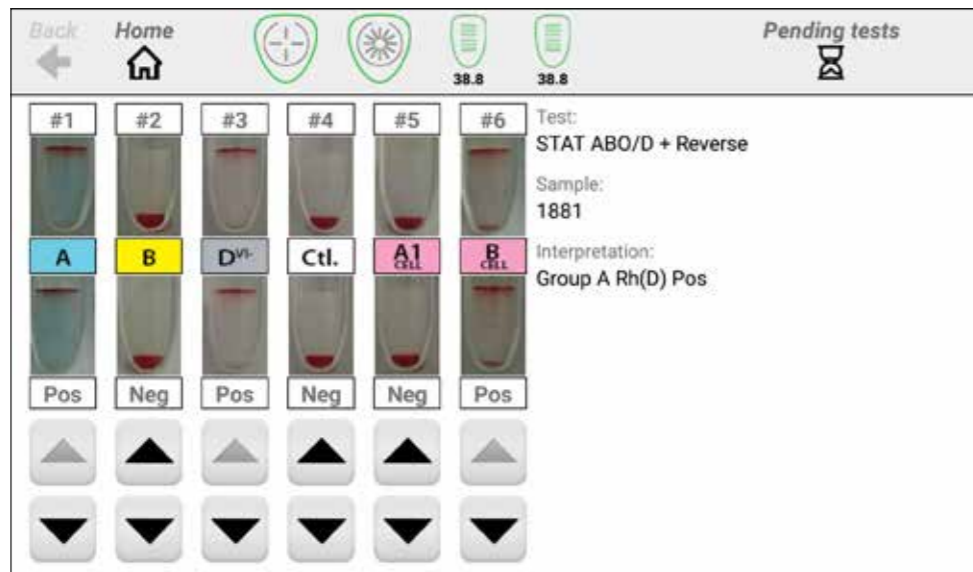 Back
Home
38.8
38.8
Pending tests
#1
#2
#3
#4
#5
#6
A
B
DVI-
Ctl.
A1
CELL
B
CELL
Pos
Neg
Pos
Neg
Neg
Pos
Test:
STAT ABO/D + Reverse
Sample:
1881
Interpretation:
Group A Rh(D) Pos